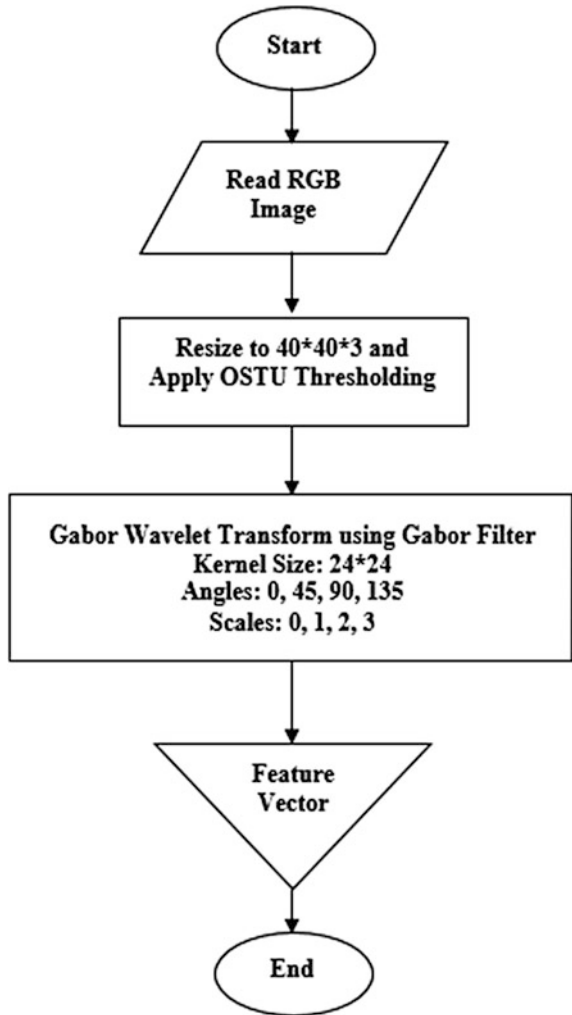 Start
Read RGB
Image
Resize to 40*40*3 and
Apply OSTU Thresholding
Gabor Wavelet Transform using Gabor Filter
Kernel Size: 24*24
Angles: 0, 45, 90, 135
Scales: 0, 1, 2, 3
Feature
Vector
End